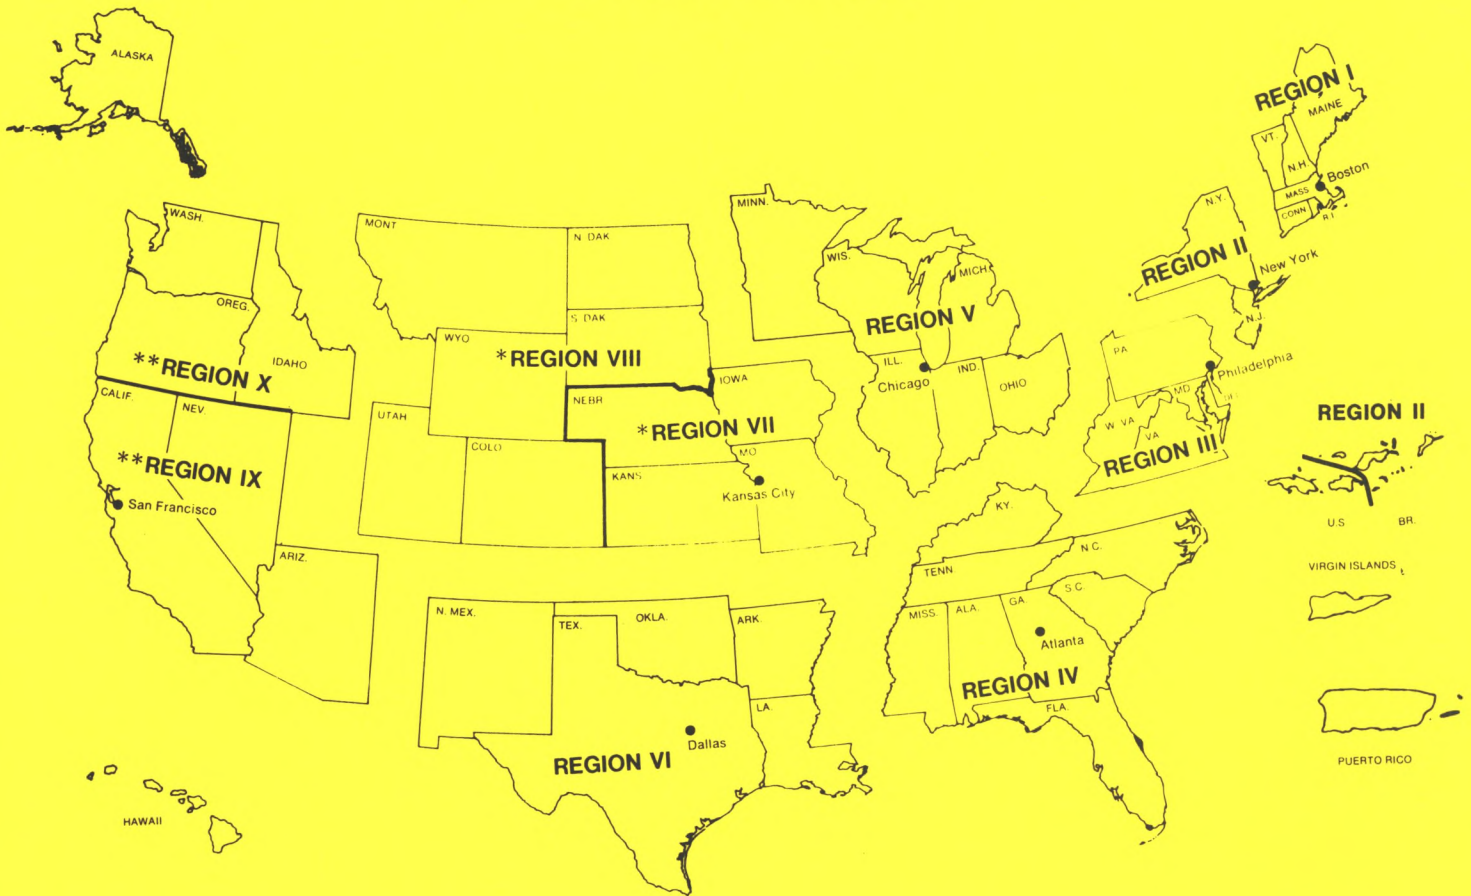 ALASKA
REGION I
MAINE
VT.
N.H.
MASS
Boston
CONN
R.I.
WASH.
MONT
N DAK
MINN.
WIS.
MICH
N.Y.
REGION II
New York
N.J.
OREG.
IDAHO
**REGION X
WYO
S DAK
*REGION VIII
REGION V
ILL.
IND.
OHIO
Chicago
PA
Philadelphia
MD
DEL
W VA
VA
REGION III
CALIF.
NEV.
**REGION IX
San Francisco
UTAH
COLO
NEBR
IOWA
*REGION VII
KANS
MO
Kansas City
REGION II
U.S
BR.
VIRGIN ISLANDS
ARIZ.
N. MEX.
TEX.
OKLA.
ARK.
LA.
Dallas
REGION VI
KY.
TENN
N C.
S.C.
MISS.
ALA.
GA.
Atlanta
REGION IV
FLA.
PUERTO RICO
HAWAII